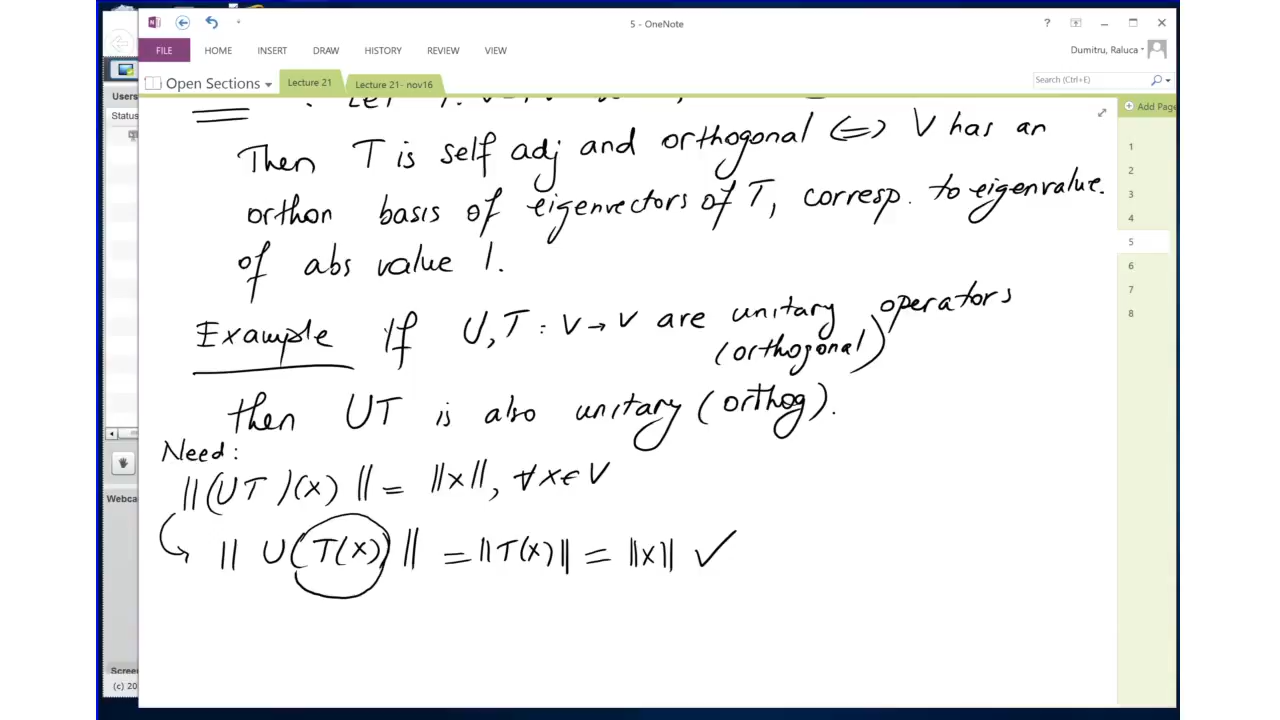 5 - OneNote
FILE HOME INSERT DRAW HISTORY REVIEW VIEW
Dumitru, Raluca
Open Sections Lecture 21 Lecture 21- nov16
Search (Ctrl+E)
Add Page
Users
Status
Webca
Screen
(c) 20
1
2
3
4
5
6
7
8
Then T is self adj and orthogonal <=> V has an
orthon basis of eigenvectors of T, corresp. to eigenvalue.
of abs value 1.
Example If U, T : V → V are unitary operators
(orthogonal)
then UT is also unitary (orthog).
Need:
||(UT)(x)|| = ||x||, ∀x∈V
|| U(T(x)) || = ||T(x)|| = ||x|| ✓